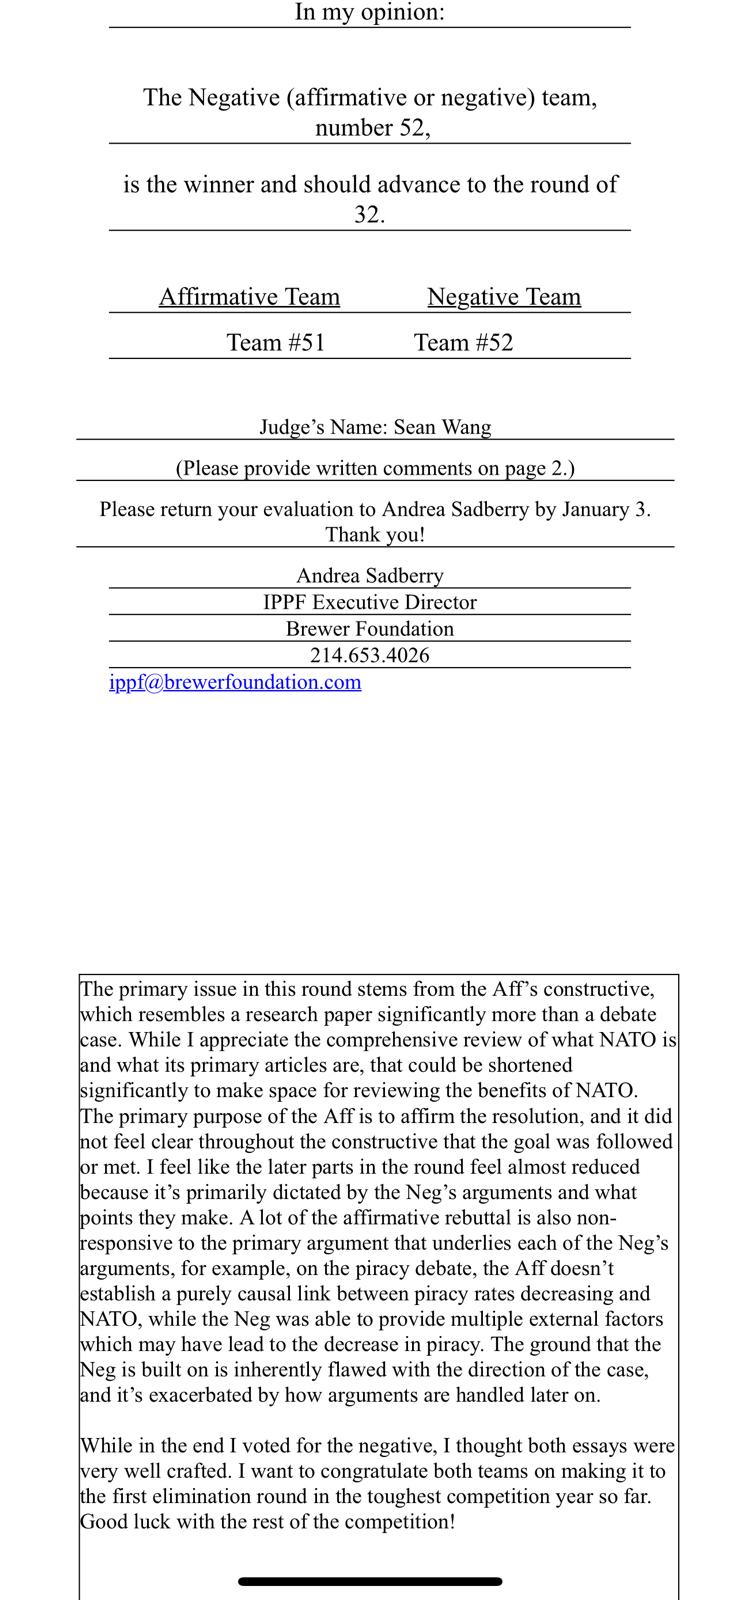 In my opinion:
The Negative (affirmative or negative) team,
number 52,
is the winner and should advance to the round of
32.
Affirmative Team Negative Team
Team #51 Team #52
Judge’s Name: Sean Wang
(Please provide written comments on page 2.)
Please return your evaluation to Andrea Sadberry by January 3.
Thank you!
Andrea Sadberry
IPPF Executive Director
Brewer Foundation
214.653.4026
ippf@brewerfoundation.com
The primary issue in this round stems from the Aff’s constructive,
which resembles a research paper significantly more than a debate
case. While I appreciate the comprehensive review of what NATO is
and what its primary articles are, that could be shortened
significantly to make space for reviewing the benefits of NATO.
The primary purpose of the Aff is to affirm the resolution, and it did
not feel clear throughout the constructive that the goal was followed
or met. I feel like the later parts in the round feel almost reduced
because it’s primarily dictated by the Neg’s arguments and what
points they make. A lot of the affirmative rebuttal is also non-
responsive to the primary argument that underlies each of the Neg’s
arguments, for example, on the piracy debate, the Aff doesn’t
establish a purely causal link between piracy rates decreasing and
NATO, while the Neg was able to provide multiple external factors
which may have lead to the decrease in piracy. The ground that the
Neg is built on is inherently flawed with the direction of the case,
and it’s exacerbated by how arguments are handled later on.
While in the end I voted for the negative, I thought both essays were
very well crafted. I want to congratulate both teams on making it to
the first elimination round in the toughest competition year so far.
Good luck with the rest of the competition!